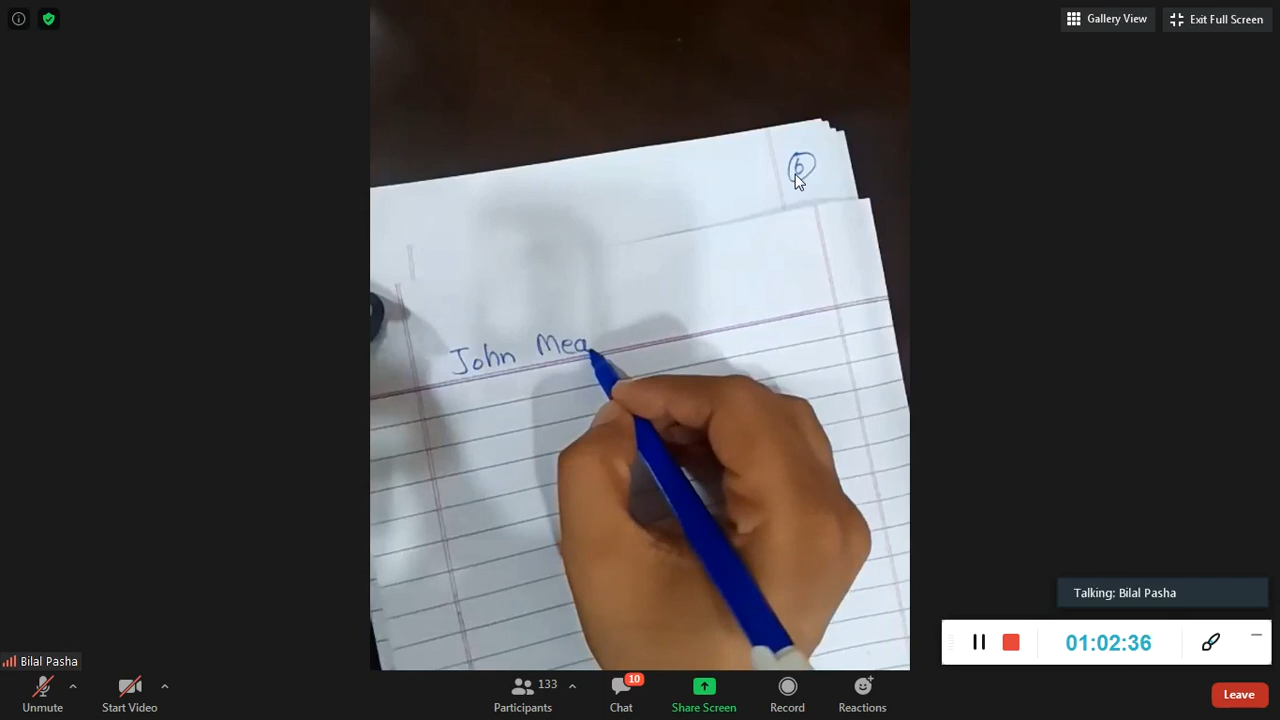 Gallery View
Exit Full Screen
6
John Mea
Talking: Bilal Pasha
01:02:36
Bilal Pasha
Unmute
Start Video
133
Participants
10
Chat
Share Screen
Record
Reactions
Leave